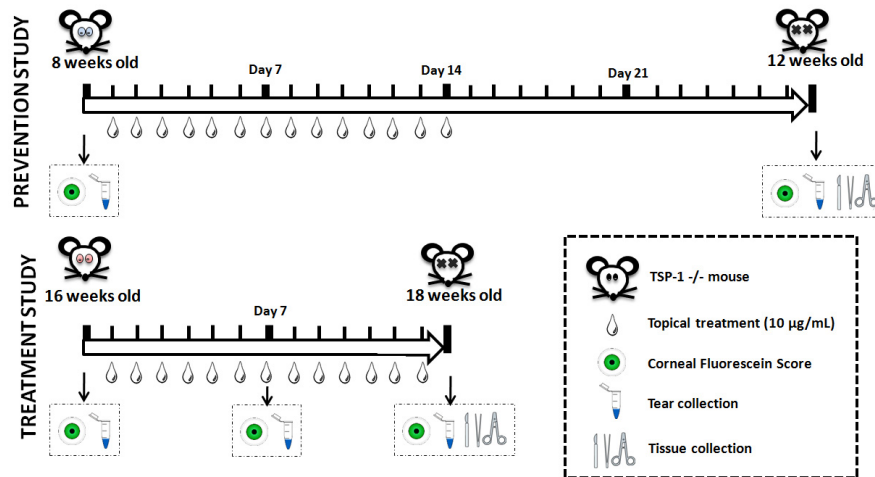 PREVENTION STUDY
8 weeks old
Day 7
Day 14
Day 21
12 weeks old
TREATMENT STUDY
16 weeks old
Day 7
18 weeks old
TSP-1 -/- mouse
Topical treatment (10 µg/mL)
Corneal Fluorescein Score
Tear collection
Tissue collection